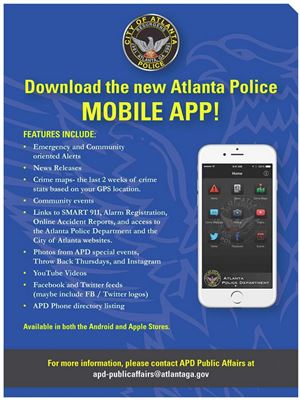 CITY OF ATLANTA
RESURGENS
ATLANTA, GA.
POLICE
Download the new Atlanta Police
MOBILE APP!
FEATURES INCLUDE:
• Emergency and Community
oriented Alerts
• News Releases
• Crime maps- the last 2 weeks of crime
stats based on your GPS location.
• Community events
• Links to SMART 911, Alarm Registration,
Online Accident Reports, and access to
the Atlanta Police Department and the
City of Atlanta websites.
• Photos from APD special events,
Throw Back Thursdays, and Instagram
• YouTube Videos
• Facebook and Twitter feeds
(maybe include FB / Twitter logos)
• APD Phone directory listing
Available in both the Android and Apple Stores.
Home
ATLANTA
POLICE DEPARTMENT
For more information, please contact APD Public Affairs at
apd-publicaffairs@atlantaga.gov